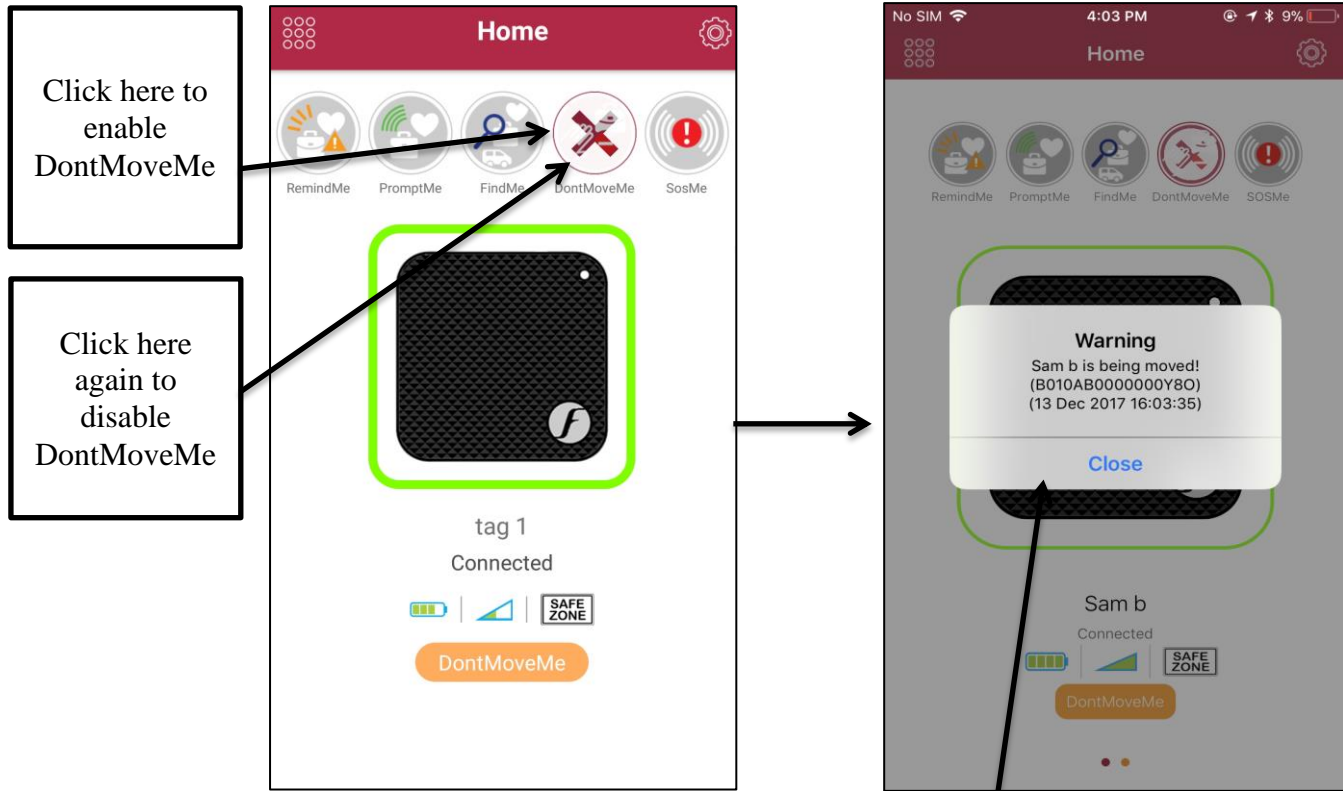 Click here to
enable
DontMoveMe
Click here
again to
disable
DontMoveMe
Home
RemindMe PromptMe FindMe DontMoveMe SosMe
tag 1
Connected
SAFE
ZONE
DontMoveMe
No SIM 4:03 PM 9%
Home
RemindMe PromptMe FindMe DontMoveMe SOSMe
Warning
Sam b is being moved!
(B010AB0000000Y8O)
(13 Dec 2017 16:03:35)
Close
Sam b
Connected
SAFE
ZONE
DontMoveMe